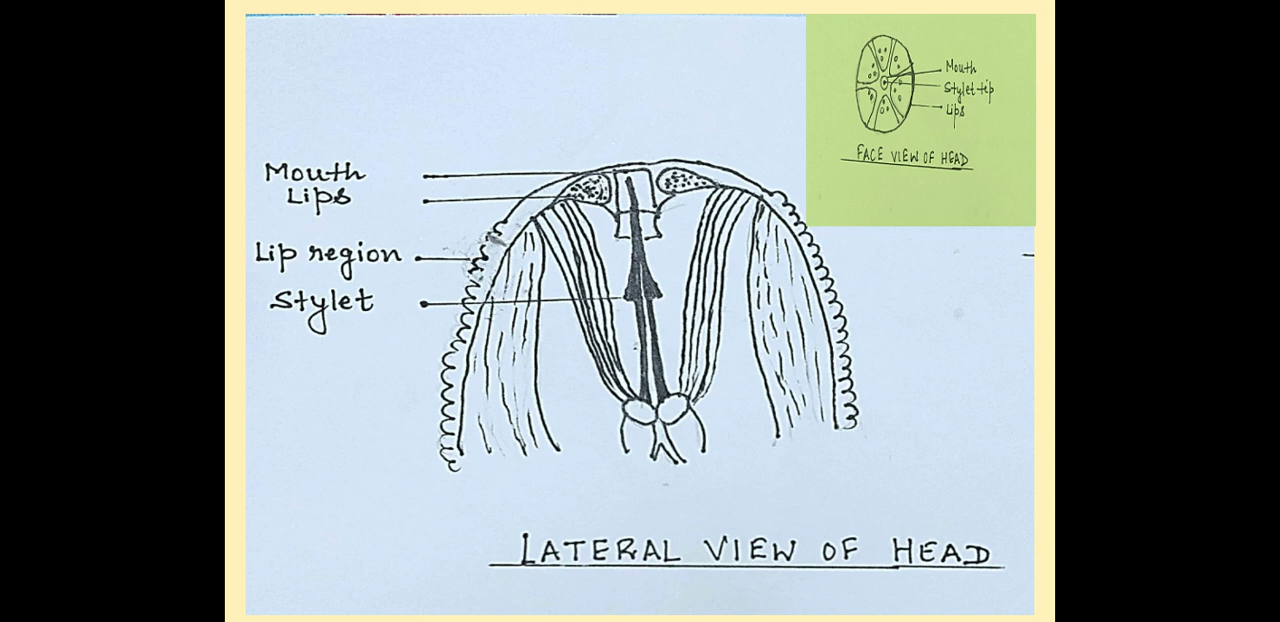 Mouth
Stylet tip
Lips
FACE VIEW OF HEAD
Mouth
Lips
Lip region
Stylet
LATERAL VIEW OF HEAD